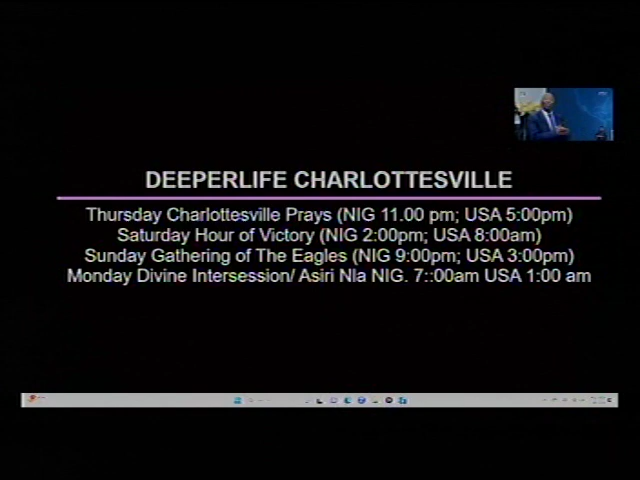 DEEPERLIFE CHARLOTTESVILLE
Thursday Charlottesville Prays (NIG 11.00 pm; USA 5:00pm)
Saturday Hour of Victory (NIG 2:00pm; USA 8:00am)
Sunday Gathering of The Eagles (NIG 9:00pm; USA 3:00pm)
Monday Divine Intersession/ Asiri Nla NIG. 7::00am USA 1:00 am